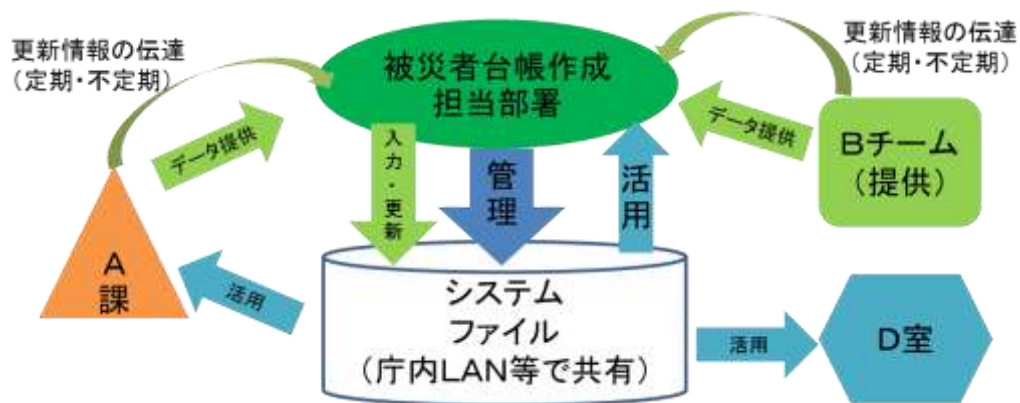 更新情報の伝達
（定期・不定期）
被災者台帳作成
担当部署
更新情報の伝達
（定期・不定期）
データ提供
データ提供
入力・更新
管理
活用
Bチーム
（提供）
A
課
活用
システム
ファイル
（庁内LAN等で共有）
活用
D室